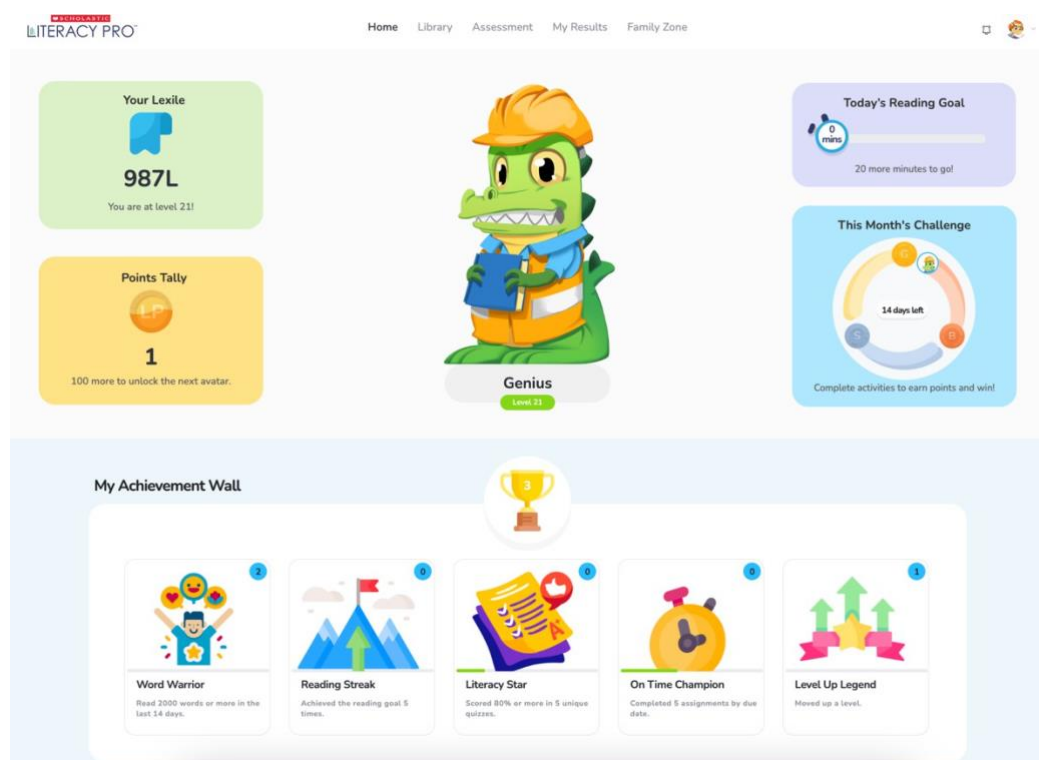 SCHOLASTIC
LITERACY PRO
Home Library Assessment My Results Family Zone
Your Lexile
987L
You are at level 21!
Points Tally
LP
1
100 more to unlock the next avatar.
Genius
Level 21
Today's Reading Goal
0
mins
20 more minutes to go!
This Month's Challenge
G
14 days left
S
B
Complete activities to earn points and win!
My Achievement Wall
3
2
Word Warrior
Read 2000 words or more in the
last 14 days.
0
Reading Streak
Achieved the reading goal 5
times.
0
A+
Literacy Star
Scored 80% or more in 5 unique
quizzes.
0
On Time Champion
Completed 5 assignments by due
date.
1
Level Up Legend
Moved up a level.